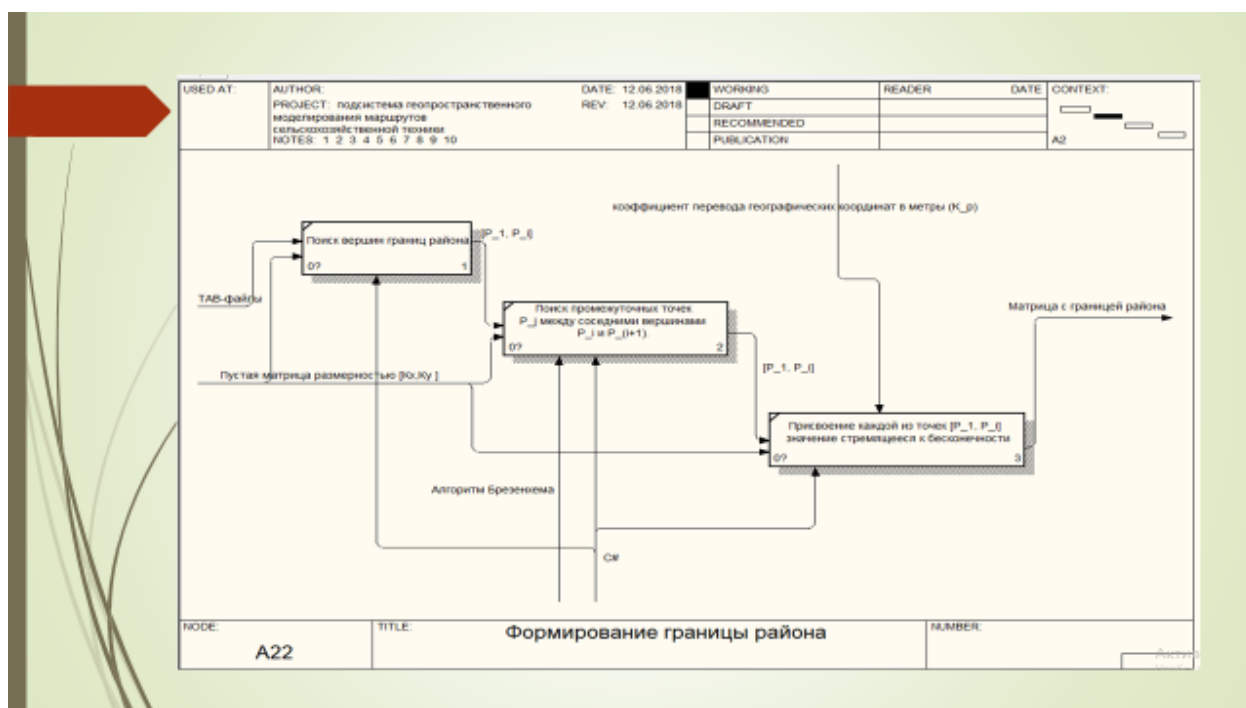 USED AT:
AUTHOR:
DATE: 12.06.2018
PROJECT: подсистема геопространственного
моделирования маршрутов
сельскохозяйственной техники
REV: 12.06.2018
NOTES: 1 2 3 4 5 6 7 8 9 10
WORKING
DRAFT
RECOMMENDED
PUBLICATION
READER
DATE
CONTEXT:
A2
коэффициент перевода географических координат в метры (K_p)
Поиск вершин границ района
0?
1
[P_1, P_i]
TAB-файлы
Поиск промежуточных точек
P_j между соседними вершинами
P_i и P_(i+1).
0?
2
Матрица с границей района
Пустая матрица размерностью [Kx,Ky ]
[P_1, P_i]
Присвоение каждой из точек [P_1, P_i]
значение стремящееся к бесконечности
0?
3
Алгоритм Брезенхема
C#
NODE:
A22
TITLE:
Формирование границы района
NUMBER: